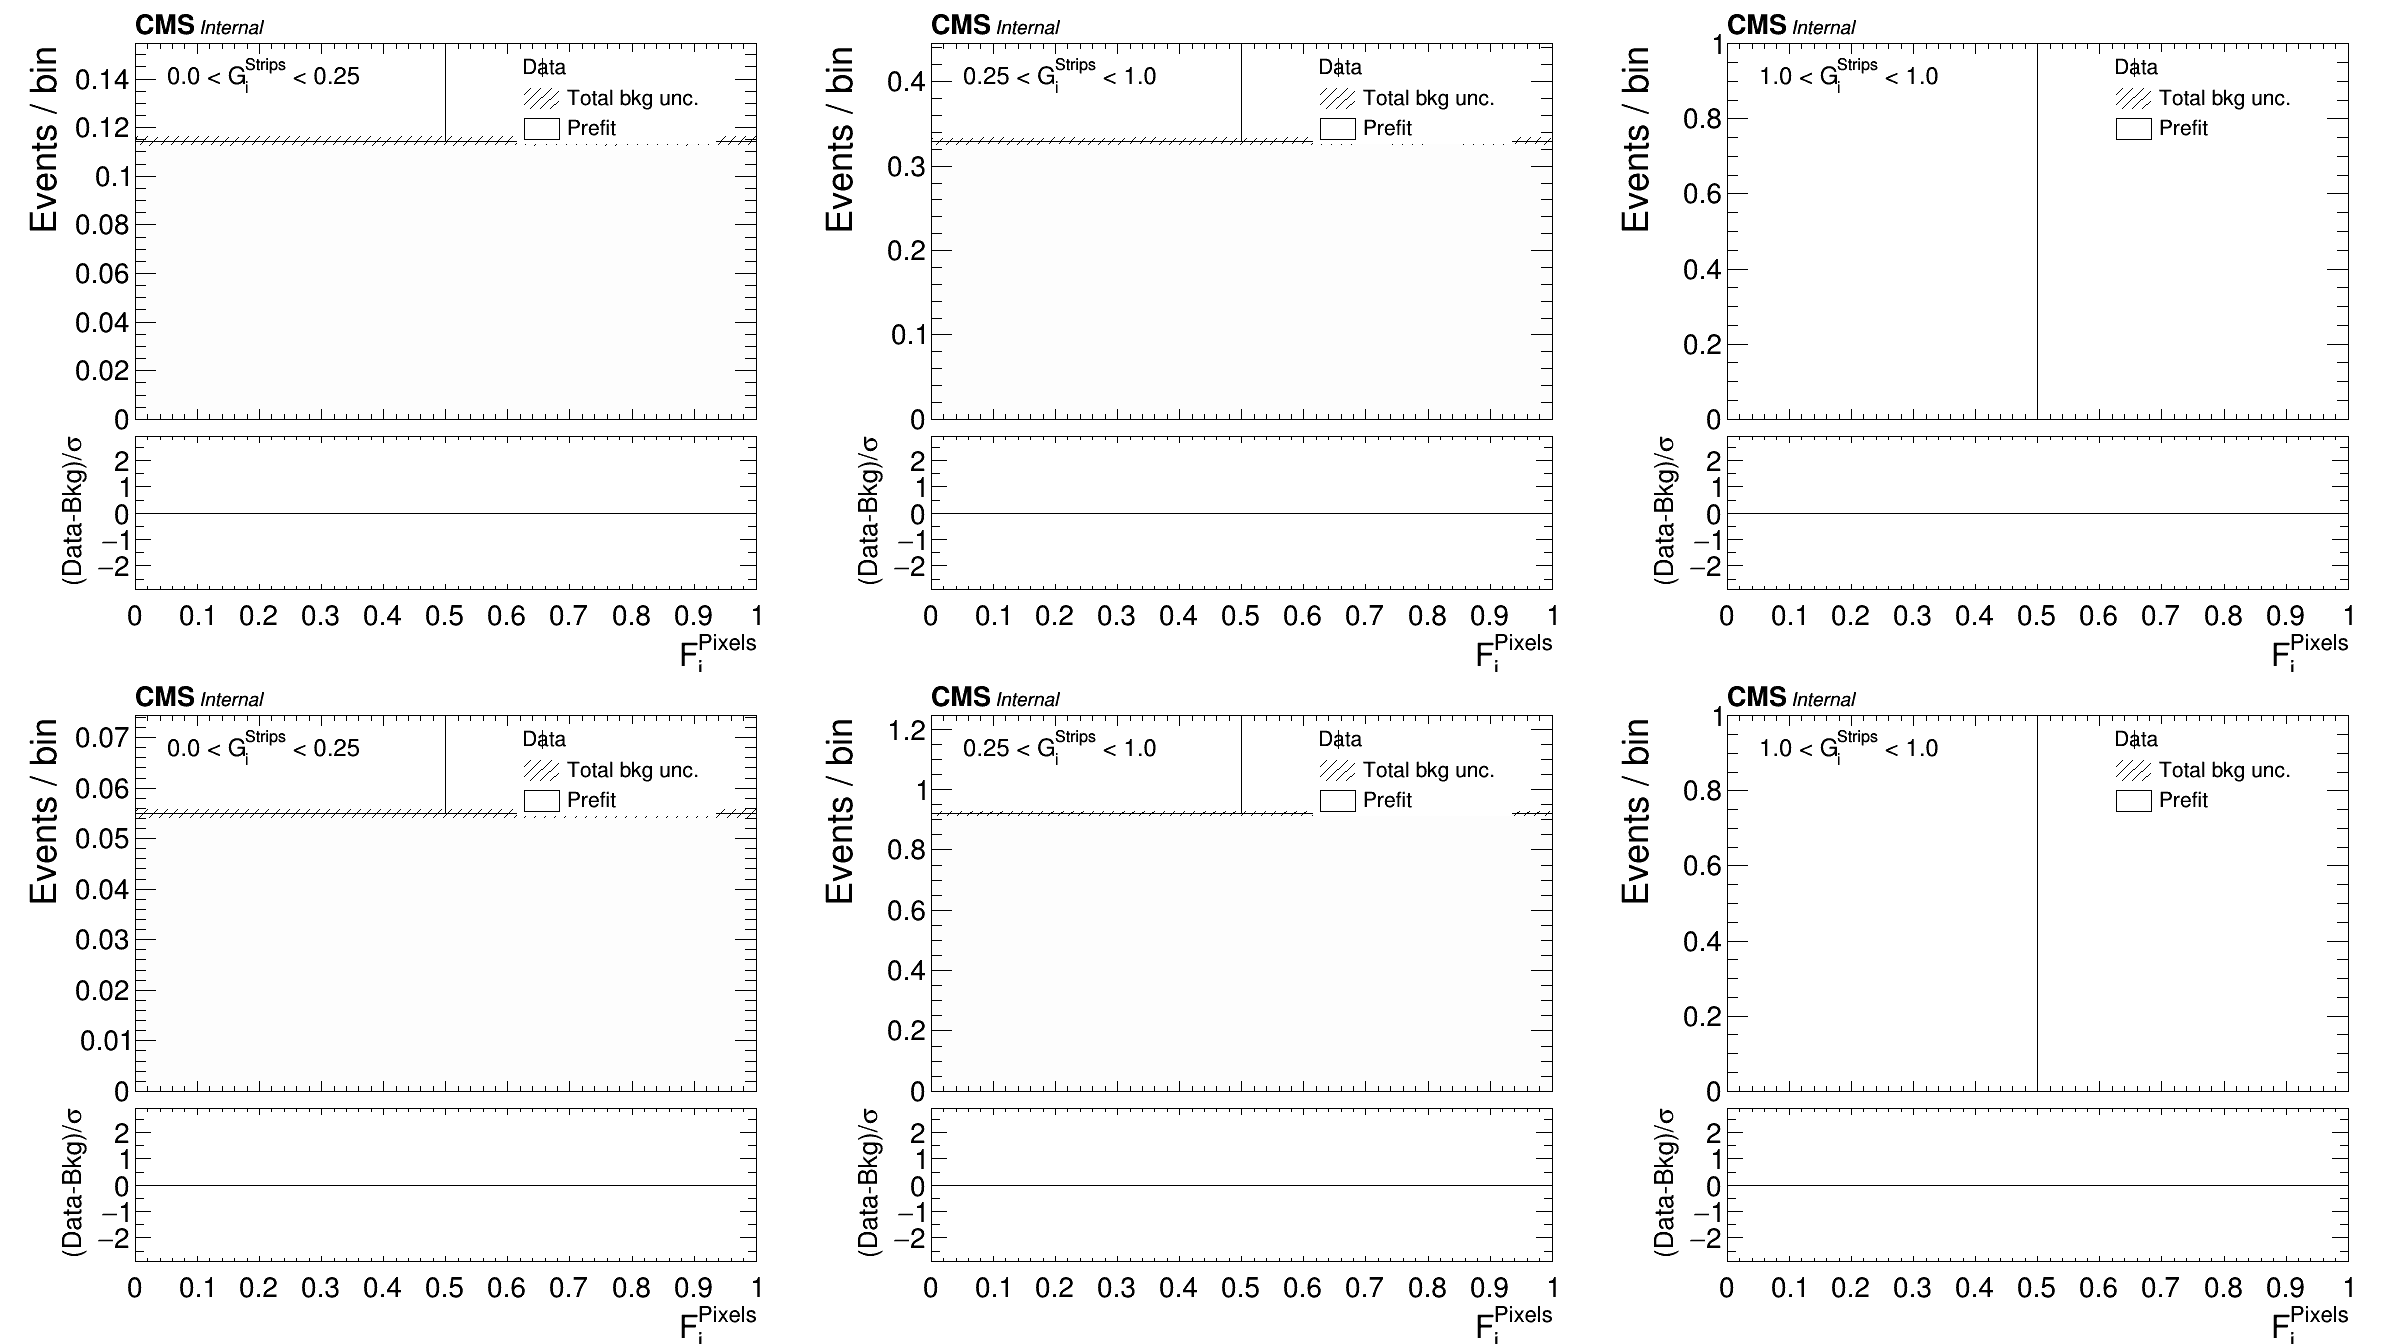 CMS Internal
Events / bin
0.0 < G_i^Strips < 0.25
Data
Total bkg unc.
Prefit
0.14
0.12
0.1
0.08
0.06
0.04
0.02
0
(Data-Bkg)/σ
2
1
0
−1
−2
0 0.1 0.2 0.3 0.4 0.5 0.6 0.7 0.8 0.9 1
F_i^Pixels
CMS Internal
Events / bin
0.25 < G_i^Strips < 1.0
Data
Total bkg unc.
Prefit
0.4
0.3
0.2
0.1
0
(Data-Bkg)/σ
2
1
0
−1
−2
0 0.1 0.2 0.3 0.4 0.5 0.6 0.7 0.8 0.9 1
F_i^Pixels
CMS Internal
Events / bin
1.0 < G_i^Strips < 1.0
Data
Total bkg unc.
Prefit
1
0.8
0.6
0.4
0.2
0
(Data-Bkg)/σ
2
1
0
−1
−2
0 0.1 0.2 0.3 0.4 0.5 0.6 0.7 0.8 0.9 1
F_i^Pixels
CMS Internal
Events / bin
0.0 < G_i^Strips < 0.25
Data
Total bkg unc.
Prefit
0.07
0.06
0.05
0.04
0.03
0.02
0.01
0
(Data-Bkg)/σ
2
1
0
−1
−2
0 0.1 0.2 0.3 0.4 0.5 0.6 0.7 0.8 0.9 1
F_i^Pixels
CMS Internal
Events / bin
0.25 < G_i^Strips < 1.0
Data
Total bkg unc.
Prefit
1.2
1
0.8
0.6
0.4
0.2
0
(Data-Bkg)/σ
2
1
0
−1
−2
0 0.1 0.2 0.3 0.4 0.5 0.6 0.7 0.8 0.9 1
F_i^Pixels
CMS Internal
Events / bin
1.0 < G_i^Strips < 1.0
Data
Total bkg unc.
Prefit
1
0.8
0.6
0.4
0.2
0
(Data-Bkg)/σ
2
1
0
−1
−2
0 0.1 0.2 0.3 0.4 0.5 0.6 0.7 0.8 0.9 1
F_i^Pixels